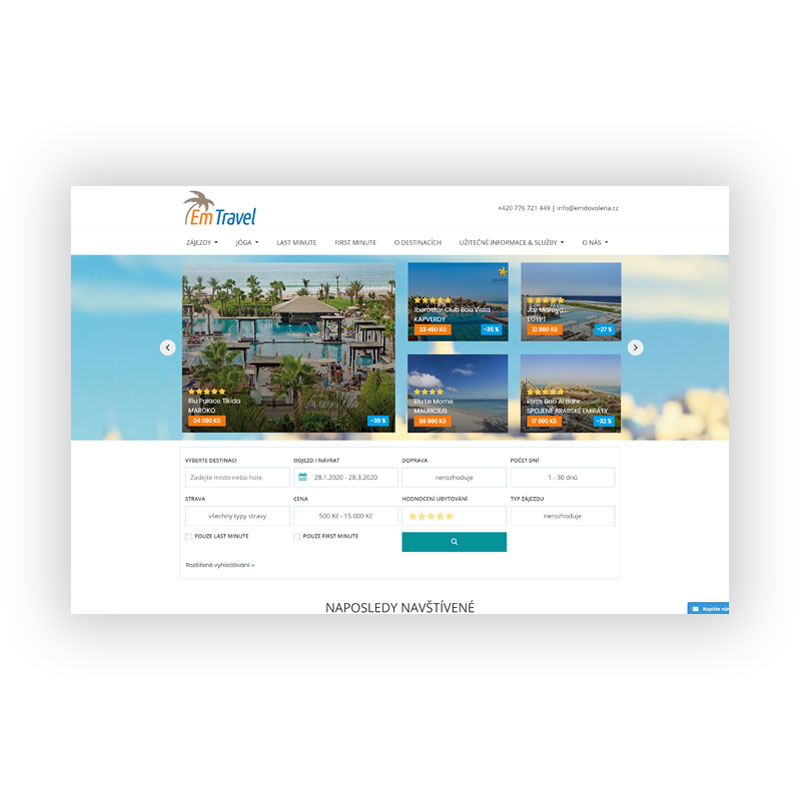 Em Travel
+420 776 721 449 | info@emdovolena.cz
ZÁJEZDY JÓGA LAST MINUTE FIRST MINUTE O DESTINACÍCH UŽITEČNÉ INFORMACE & SLUŽBY O NÁS
Riu Palace Tikida
MAROKO
24 090 Kč -36 %
Iberostar Club Boa Vista
KAPVERDY
23 490 Kč -35 %
Jaz Maraya
EGYPT
12 990 Kč -27 %
Riu Le Morne
MAURICIUS
Rixos Bab Al Bahr
SPOJENÉ ARABSKÉ EMIRÁTY
17 990 Kč -32 %
VYBERTE DESTINACI ODJEZD / NÁVRAT DOPRAVA POČET DNÍ
Zadejte místo nebo hote 28.1.2020 - 28.3.2020 nerozhoduje 1 - 30 dnů
STRAVA CENA HODNOCENÍ UBYTOVÁNÍ TYP ZÁJEZDU
všechny typy stravy 500 Kč - 15 000 Kč nerozhoduje
POUZE LAST MINUTE POUZE FIRST MINUTE
Rozšířené vyhledávání
NAPOSLEDY NAVŠTÍVENÉ
Napište nám